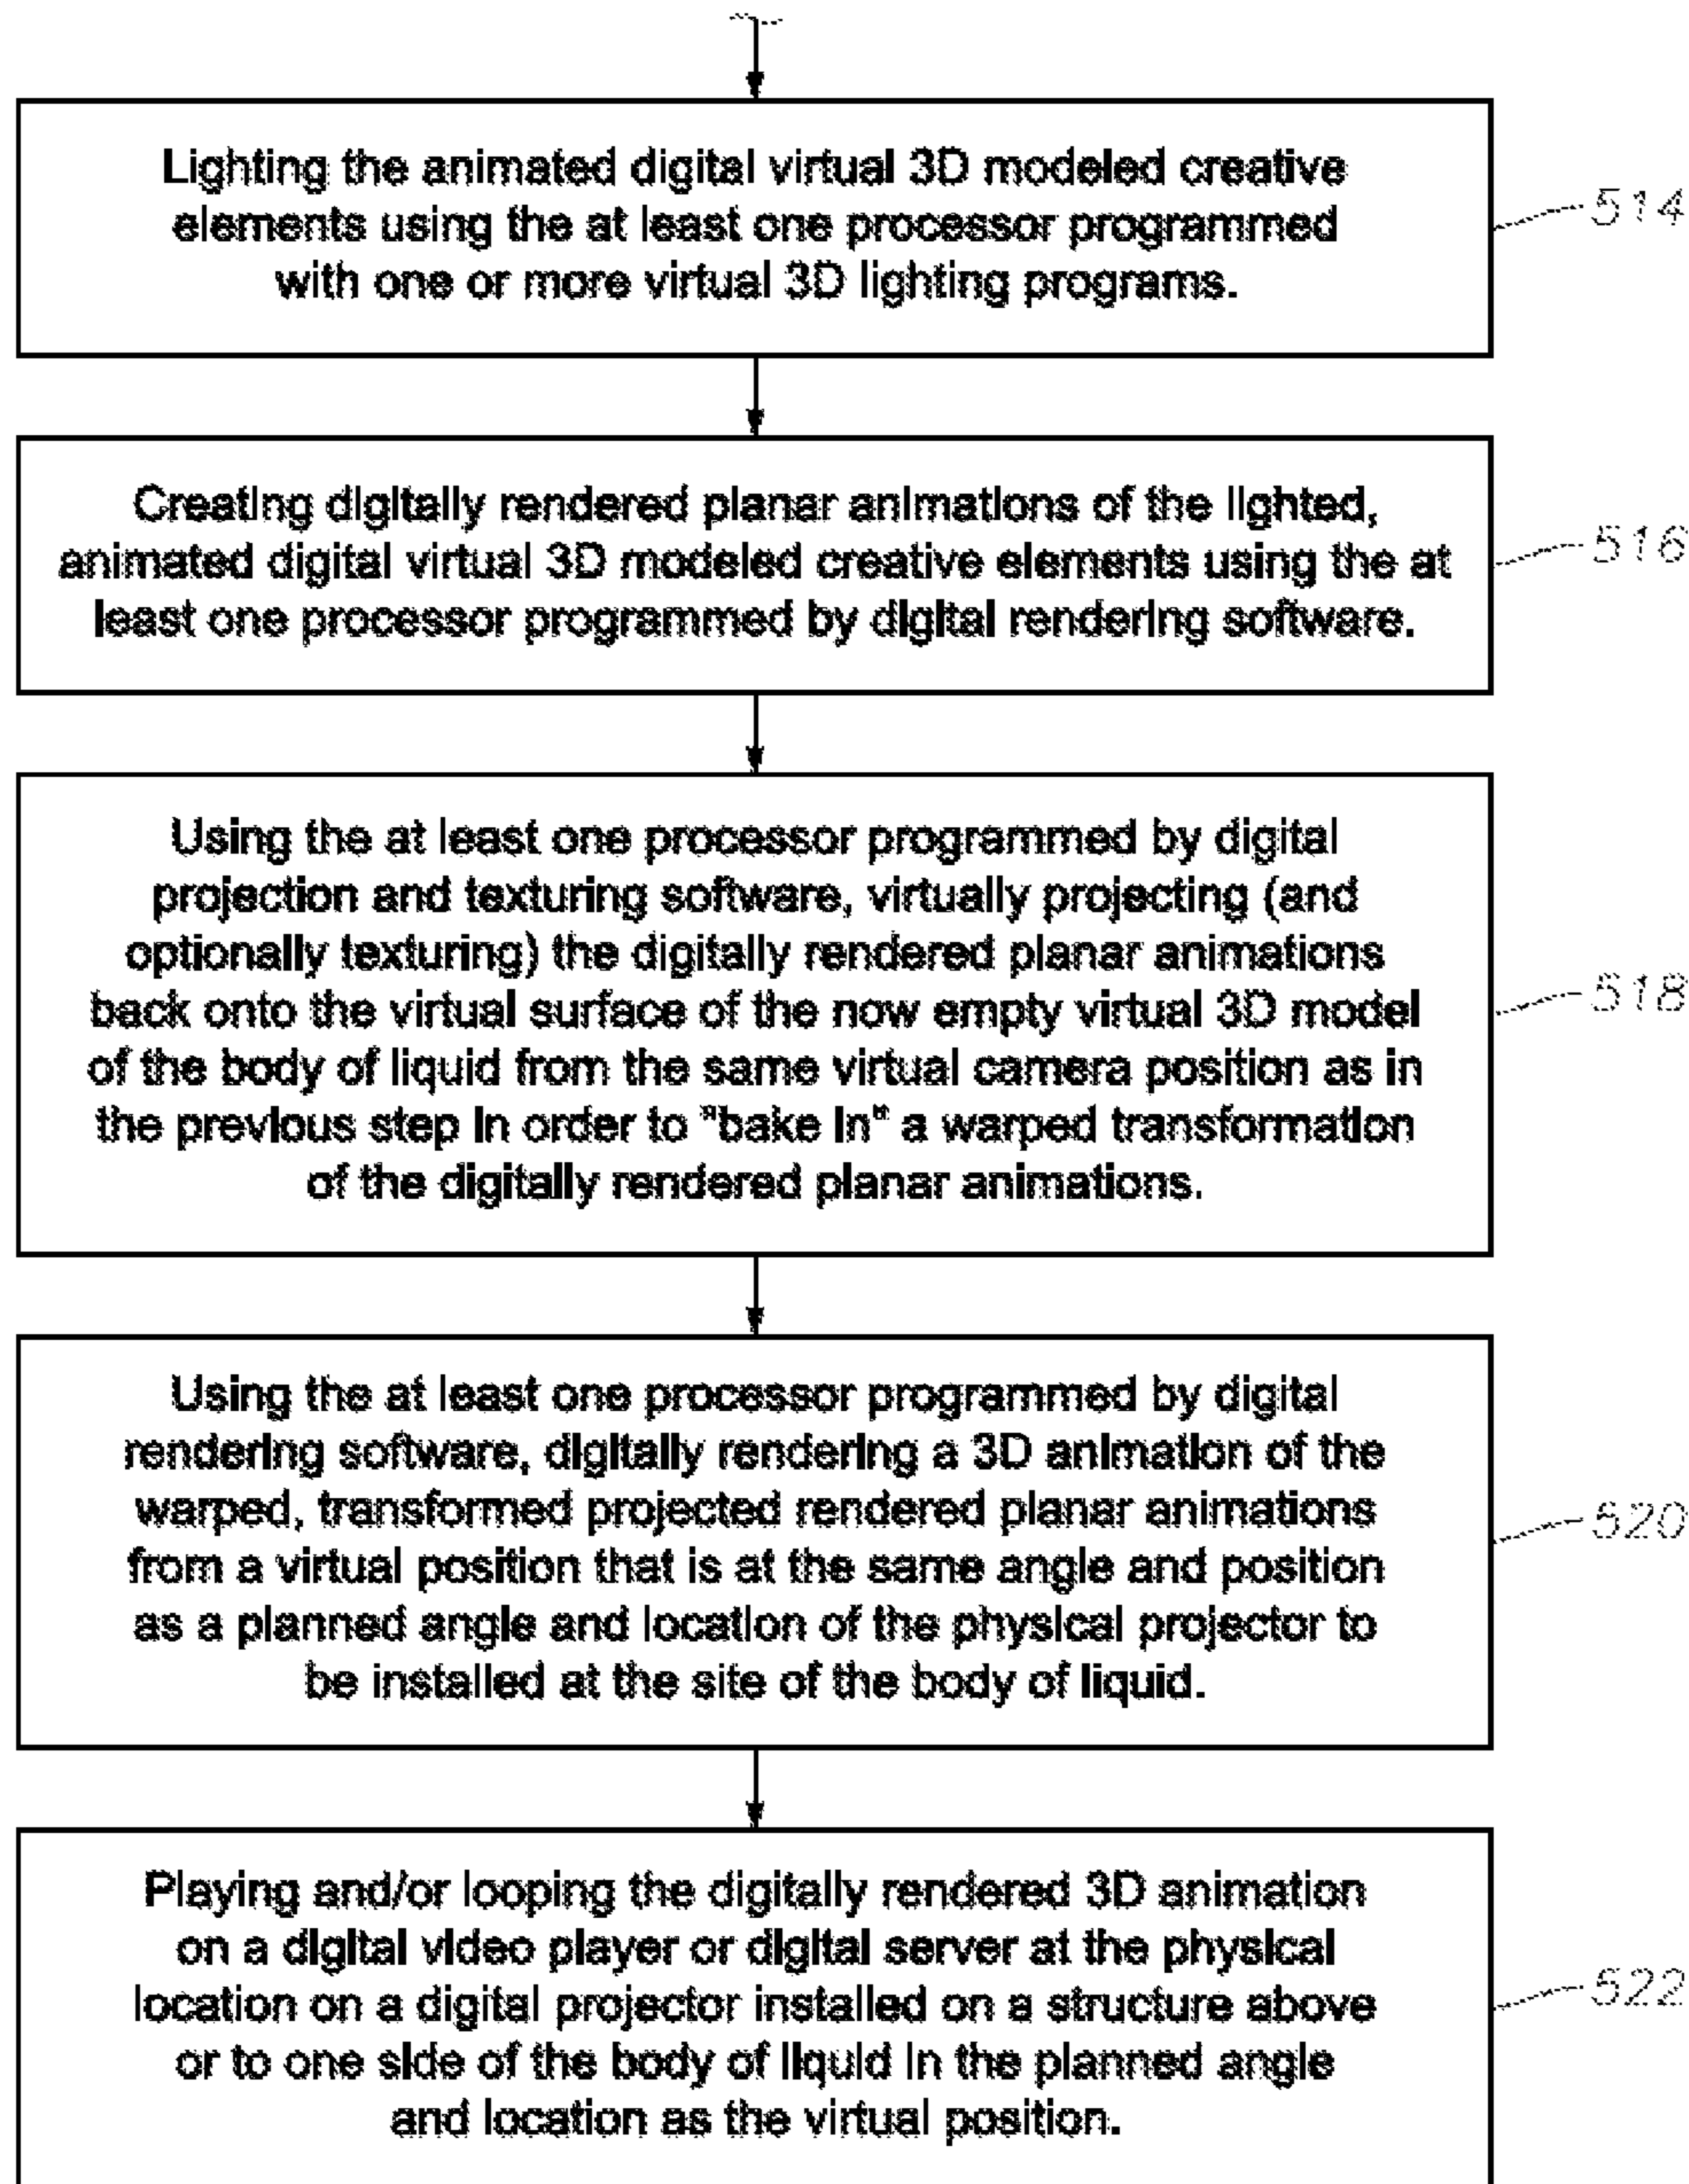 Lighting the animated digital virtual 3D modeled creative
elements using the at least one processor programmed
with one or more virtual 3D lighting programs.
514
Creating digitally rendered planar animations of the lighted,
animated digital virtual 3D modeled creative elements using the at
least one processor programmed by digital rendering software.
516
Using the at least one processor programmed by digital
projection and texturing software, virtually projecting (and
optionally texturing) the digitally rendered planar animations
back onto the virtual surface of the now empty virtual 3D model
of the body of liquid from the same virtual camera position as in
the previous step in order to "bake in" a warped transformation
of the digitally rendered planar animations.
518
Using the at least one processor programmed by digital
rendering software, digitally rendering a 3D animation of the
warped, transformed projected rendered planar animations
from a virtual position that is at the same angle and position
as a planned angle and location of the physical projector to
be installed at the site of the body of liquid.
520
Playing and/or looping the digitally rendered 3D animation
on a digital video player or digital server at the physical
location on a digital projector installed on a structure above
or to one side of the body of liquid in the planned angle
and location as the virtual position.
522